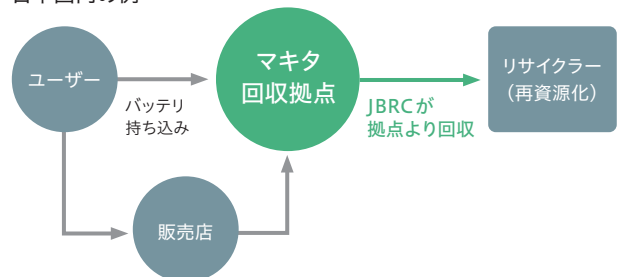 日本国内の例
ユーザー
バッテリ
持ち込み
マキタ
回収拠点
JBRCが
拠点より回収
リサイクラー
（再資源化）
販売店